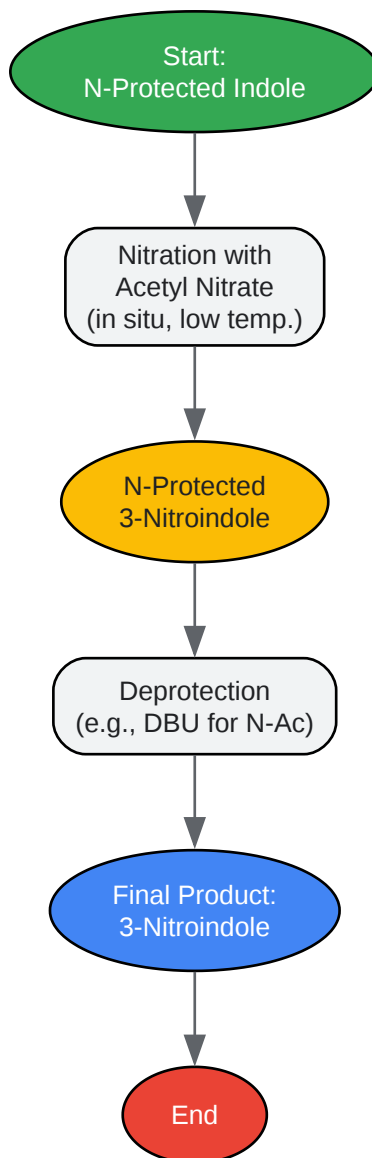 Start:
N-Protected Indole
Nitration with
Acetyl Nitrate
(in situ, low temp.)
N-Protected
3-Nitroindole
Deprotection
(e.g., DBU for N-Ac)
Final Product:
3-Nitroindole
End